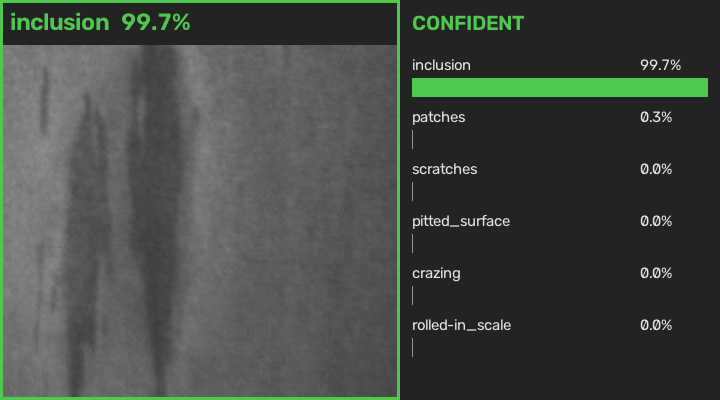 inclusion 99.7%
CONFIDENT
inclusion 99.7%
patches 0.3%
scratches 0.0%
pitted_surface 0.0%
crazing 0.0%
rolled-in_scale 0.0%